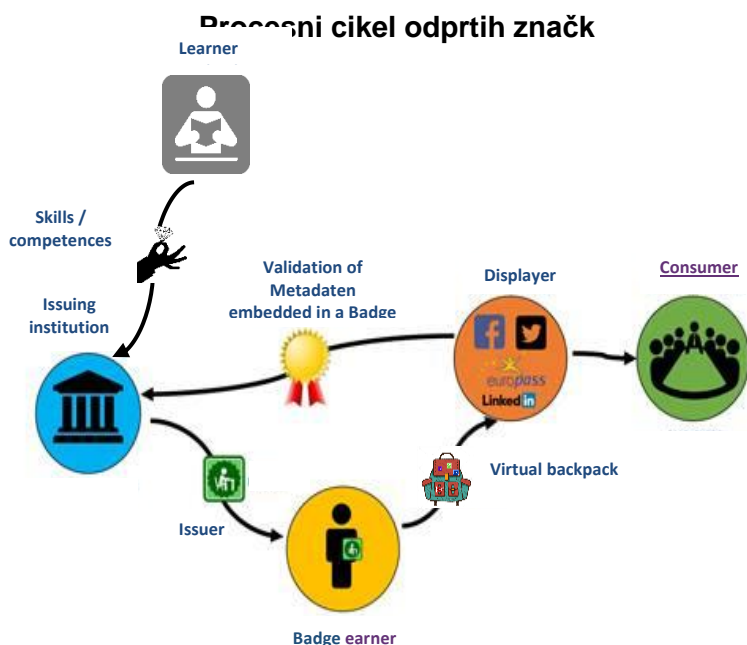 Procesni cikel odprtih značk
Learner
Skills /
competences
Issuing
institution
Validation of
Metadaten
embedded in a Badge
Displayer
Consumer
europass
Linked in
Virtual backpack
Issuer
Badge earner